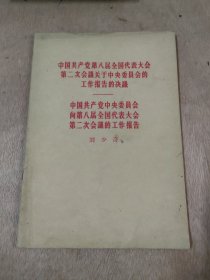 中国共产党第八届全国代表大会
第二次会议关于中央委员会的
工作报告的决议
中国共产党中央委员会
向第八届全国代表大会
第二次会议的工作报告
刘少奇